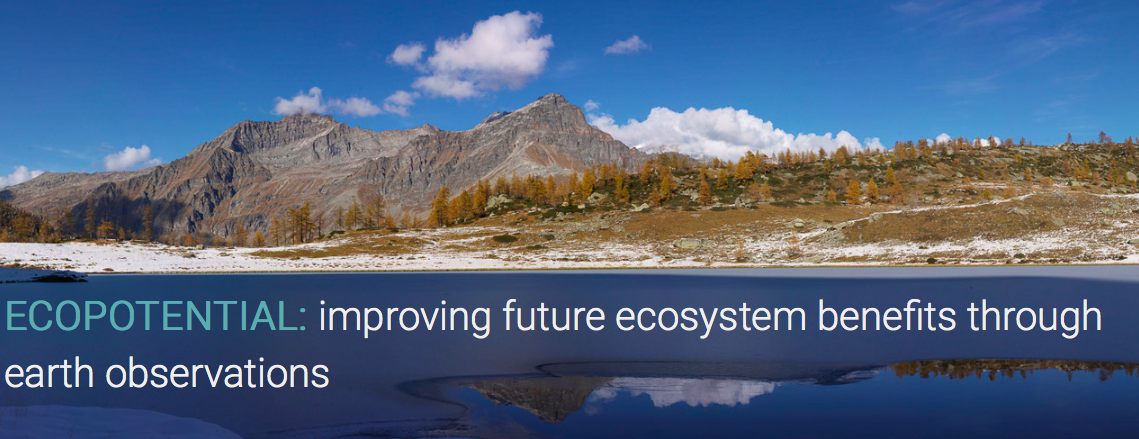 ECOPOTENTIAL: improving future ecosystem benefits through
earth observations